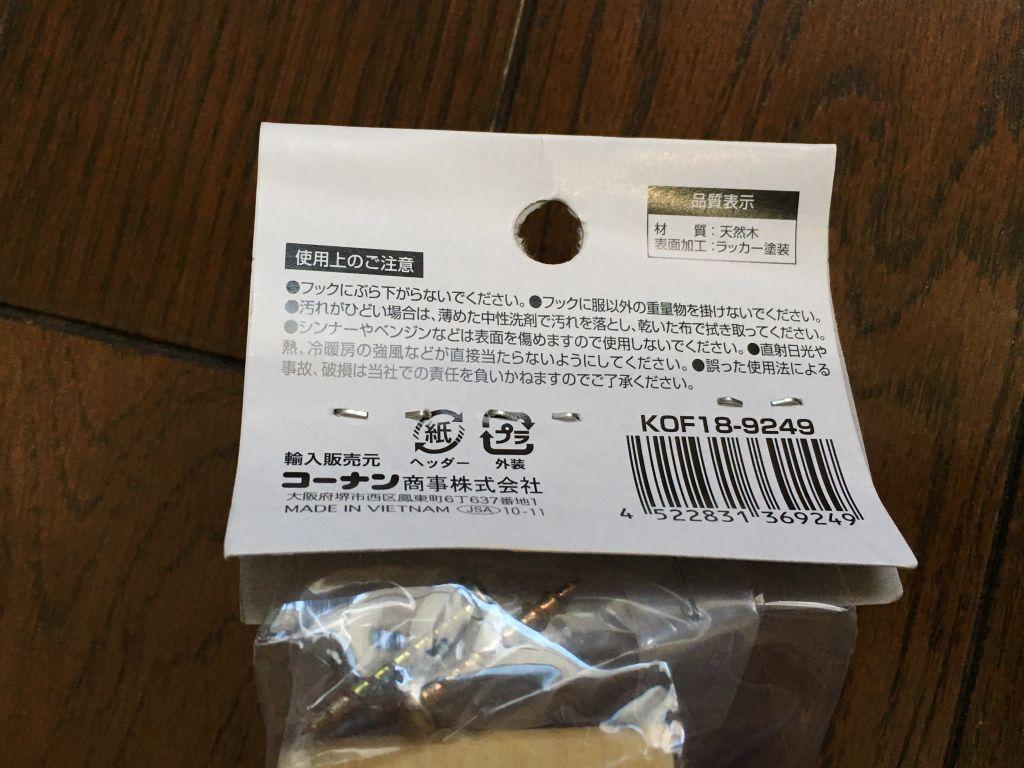 品質表示
材　質：天然木
表面加工：ラッカー塗装
使用上のご注意
●フックにぶら下がらないでください。●フックに服以外の重量物を掛けないでください。
●汚れがひどい場合は、薄めた中性洗剤で汚れを落とし、乾いた布で拭き取ってください。
●シンナーやベンジンなどは表面を傷めますので使用しないでください。●直射日光や
熱、冷暖房の強風などが直接当たらないようにしてください。●誤った使用法による
事故、破損は当社での責任を負いかねますのでご了承ください。
紙
ヘッダー
プラ
外装
輸入販売元
コーナン商事株式会社
大阪府堺市西区鳳東町6丁637番地1
MADE IN VIETNAM JSA 10-11
KOF18-9249
4 522831 369249